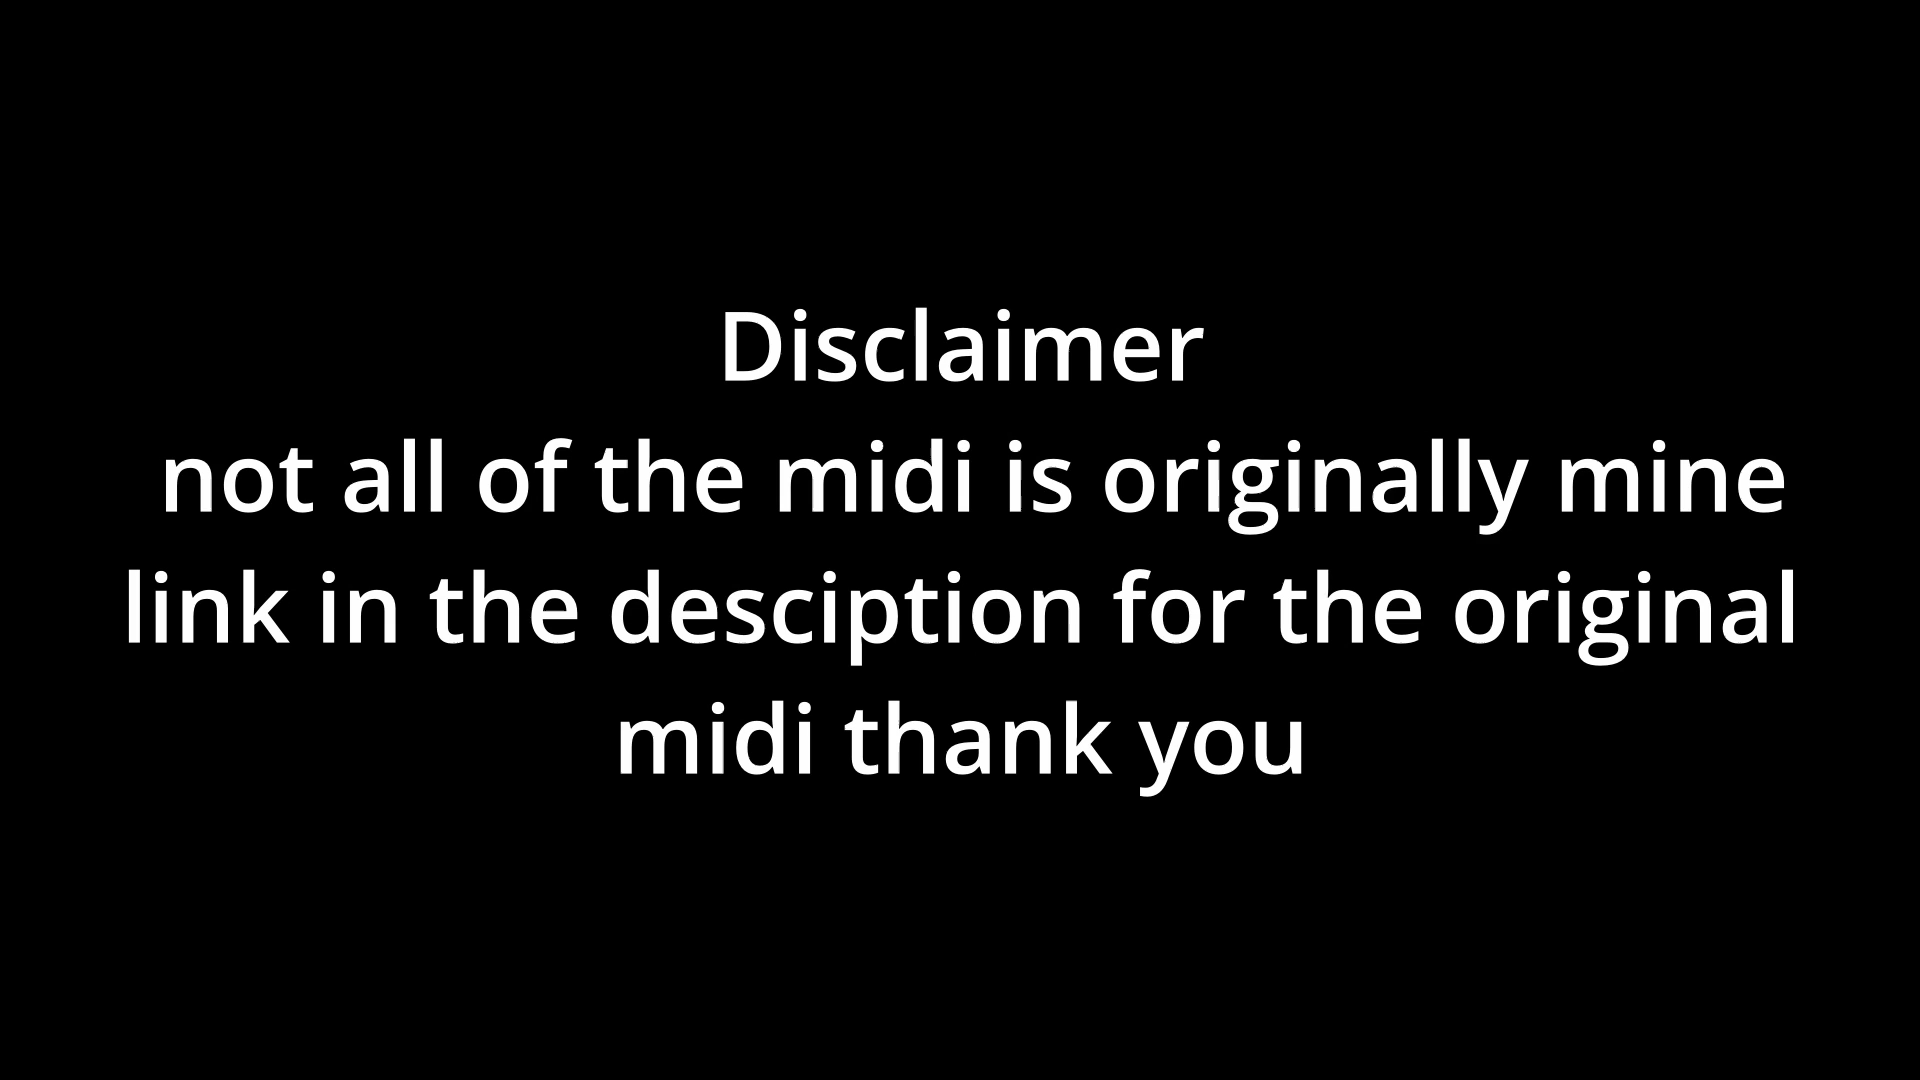 Disclaimer
not all of the midi is originally mine
link in the desciption for the original
midi thank you